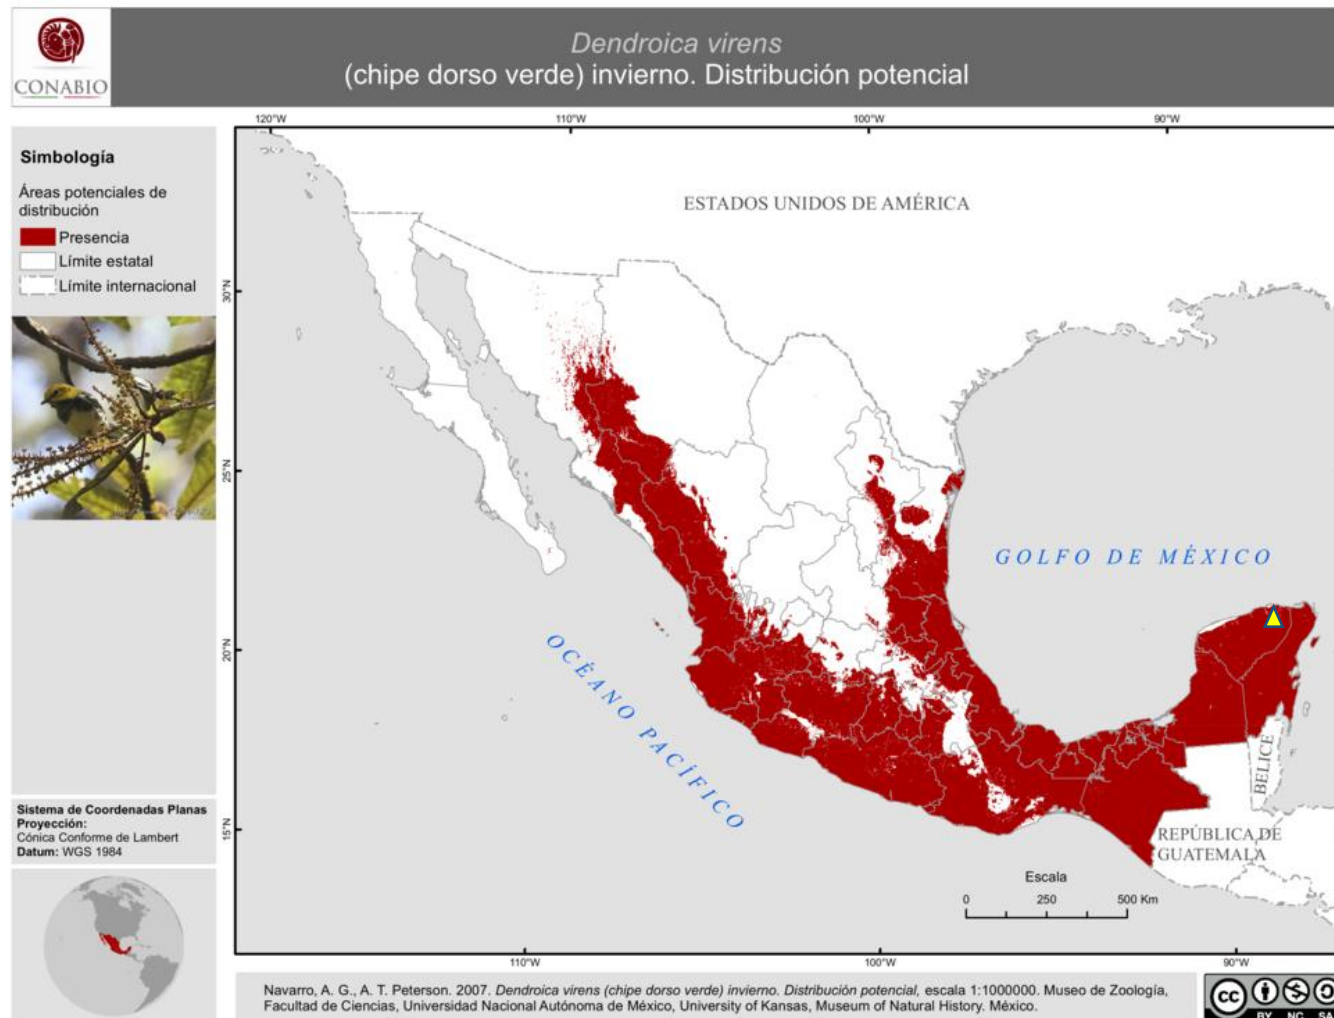 CONABIO
Dendroica virens
(chipe dorso verde) invierno. Distribución potencial
Simbología
Áreas potenciales de
distribución
Presencia
Límite estatal
Límite internacional
120°W
110°W
100°W
90°W
30°N
25°N
20°N
15°N
ESTADOS UNIDOS DE AMÉRICA
GOLFO DE MÉXICO
OCÉANO PACÍFICO
BELICE
REPÚBLICA DE
GUATEMALA
Escala
0 250 500 Km
110°W
100°W
90°W
Sistema de Coordenadas Planas
Proyección:
Cónica Conforme de Lambert
Datum: WGS 1984
Navarro, A. G., A. T. Peterson. 2007. Dendroica virens (chipe dorso verde) invierno. Distribución potencial, escala 1:1000000. Museo de Zoología,
Facultad de Ciencias, Universidad Nacional Autónoma de México, University of Kansas, Museum of Natural History. México.
cc
BY NC SA